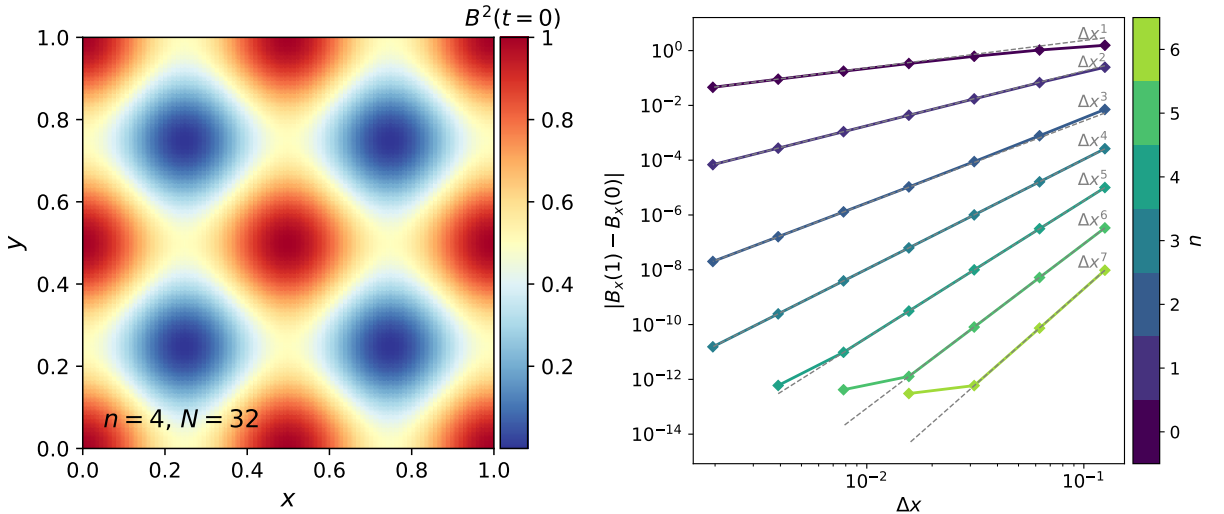 B²(t = 0)
1.0
0.8
0.6
0.4
0.2
0.0
y
0.0 0.2 0.4 0.6 0.8 1.0
x
n = 4, N = 32
1
0.8
0.6
0.4
0.2
|Bₓ(1) − Bₓ(0)|
10⁰
10⁻²
10⁻⁴
10⁻⁶
10⁻⁸
10⁻¹⁰
10⁻¹²
10⁻¹⁴
10⁻² 10⁻¹
Δx
Δx¹
Δx²
Δx³
Δx⁴
Δx⁵
Δx⁶
Δx⁷
6
5
4
3
2
1
0
n